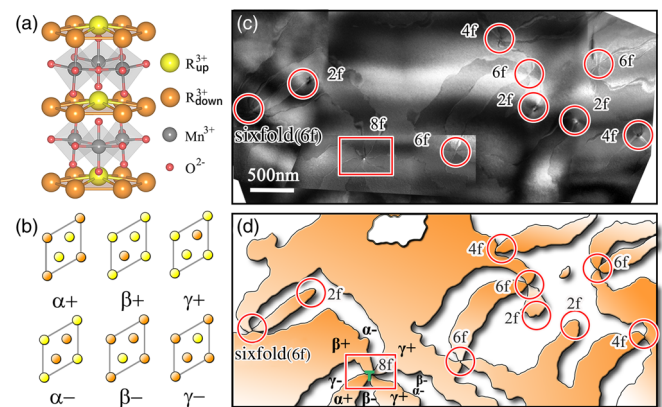 (a)
R3+up
R3+down
Mn3+
O2-
(b)
α+ β+ γ+
α− β− γ−
(c)
4f
6f
6f
2f
2f
2f
sixfold(6f)
8f
6f
4f
500nm
(d)
4f
6f
6f
2f
2f
2f
sixfold(6f)
α-
β+
γ+
8f
6f
4f
γ-
β-
α-
α+ β- γ+